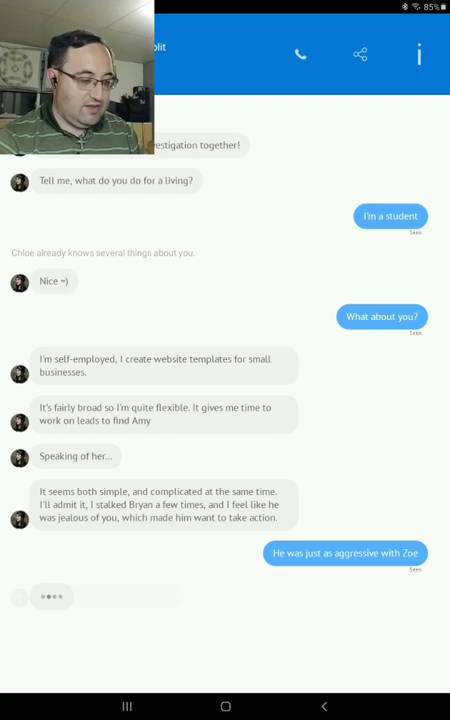 85%
plit
i
vestigation together!
Tell me, what do you do for a living?
I'm a student
Seen
Chloe already knows several things about you.
Nice =)
What about you?
Seen
I'm self-employed, I create website templates for small
businesses.
It's fairly broad so I'm quite flexible. It gives me time to
work on leads to find Amy
Speaking of her...
It seems both simple, and complicated at the same time.
I'll admit it, I stalked Bryan a few times, and I feel like he
was jealous of you, which made him want to take action.
He was just as aggressive with Zoe
Seen